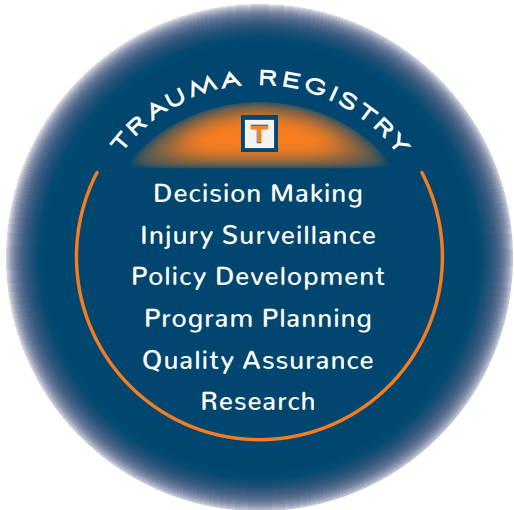 TRAUMA REGISTRY
T
Decision Making
Injury Surveillance
Policy Development
Program Planning
Quality Assurance
Research